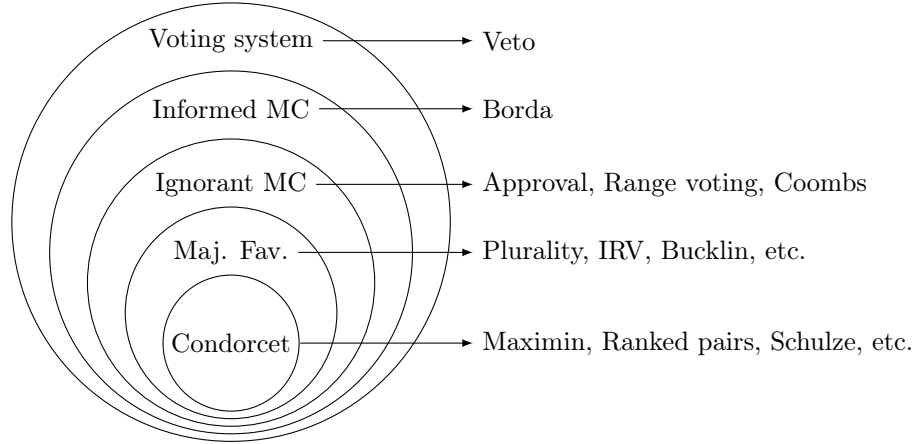 Voting system Veto
Informed MC Borda
Ignorant MC Approval, Range voting, Coombs
Maj. Fav. Plurality, IRV, Bucklin, etc.
Condorcet Maximin, Ranked pairs, Schulze, etc.